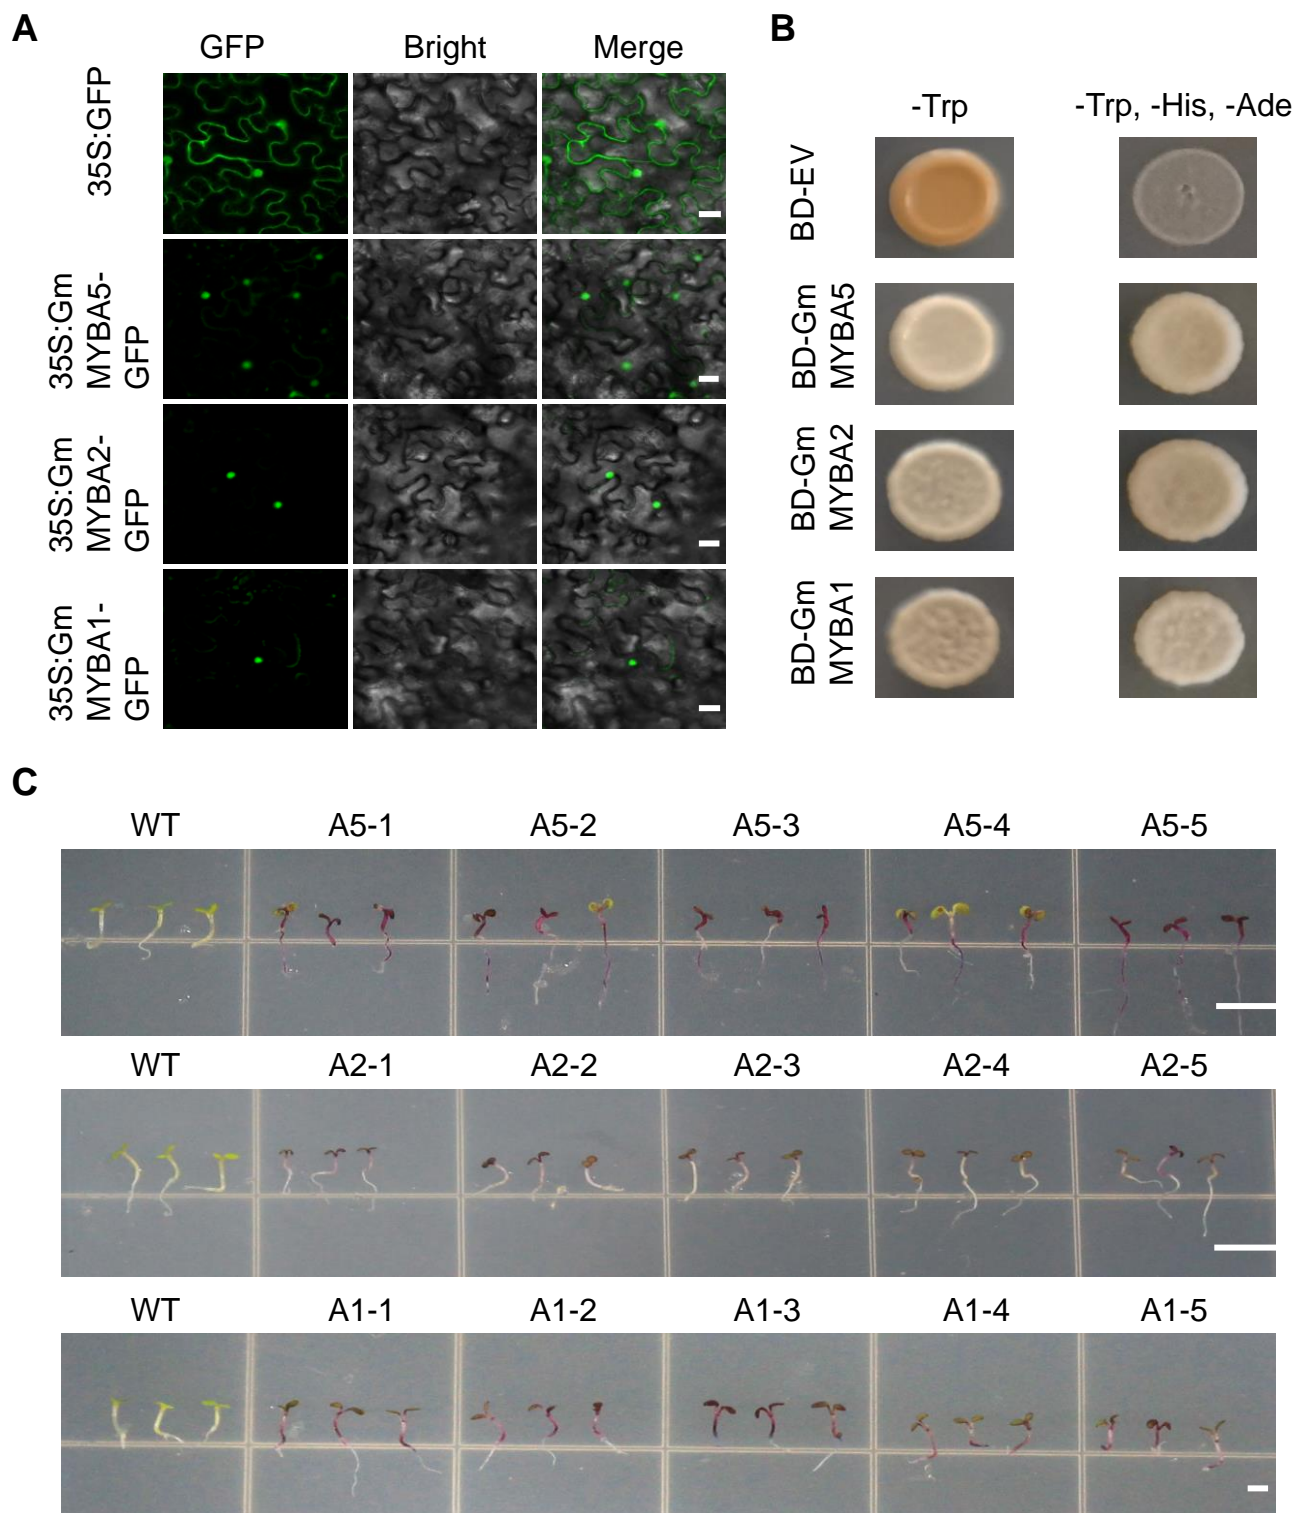 A
GFP
Bright
Merge
35S:GFP
35S:Gm
MYBA5-
GFP
35S:Gm
MYBA2-
GFP
35S:Gm
MYBA1-
GFP
B
-Trp
-Trp, -His, -Ade
BD-EV
BD-Gm
MYBA5
BD-Gm
MYBA2
BD-Gm
MYBA1
C
WT A5-1 A5-2 A5-3 A5-4 A5-5
WT A2-1 A2-2 A2-3 A2-4 A2-5
WT A1-1 A1-2 A1-3 A1-4 A1-5